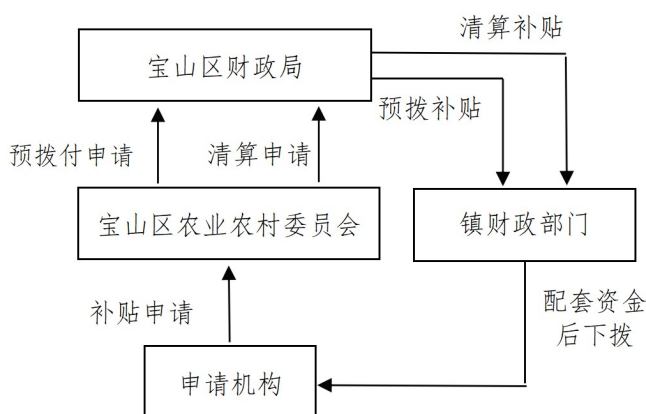 清算补贴
宝山区财政局
预拨补贴
预拨付申请
清算申请
宝山区农业农村委员会
镇财政部门
补贴申请
配套资金
后下拨
申请机构